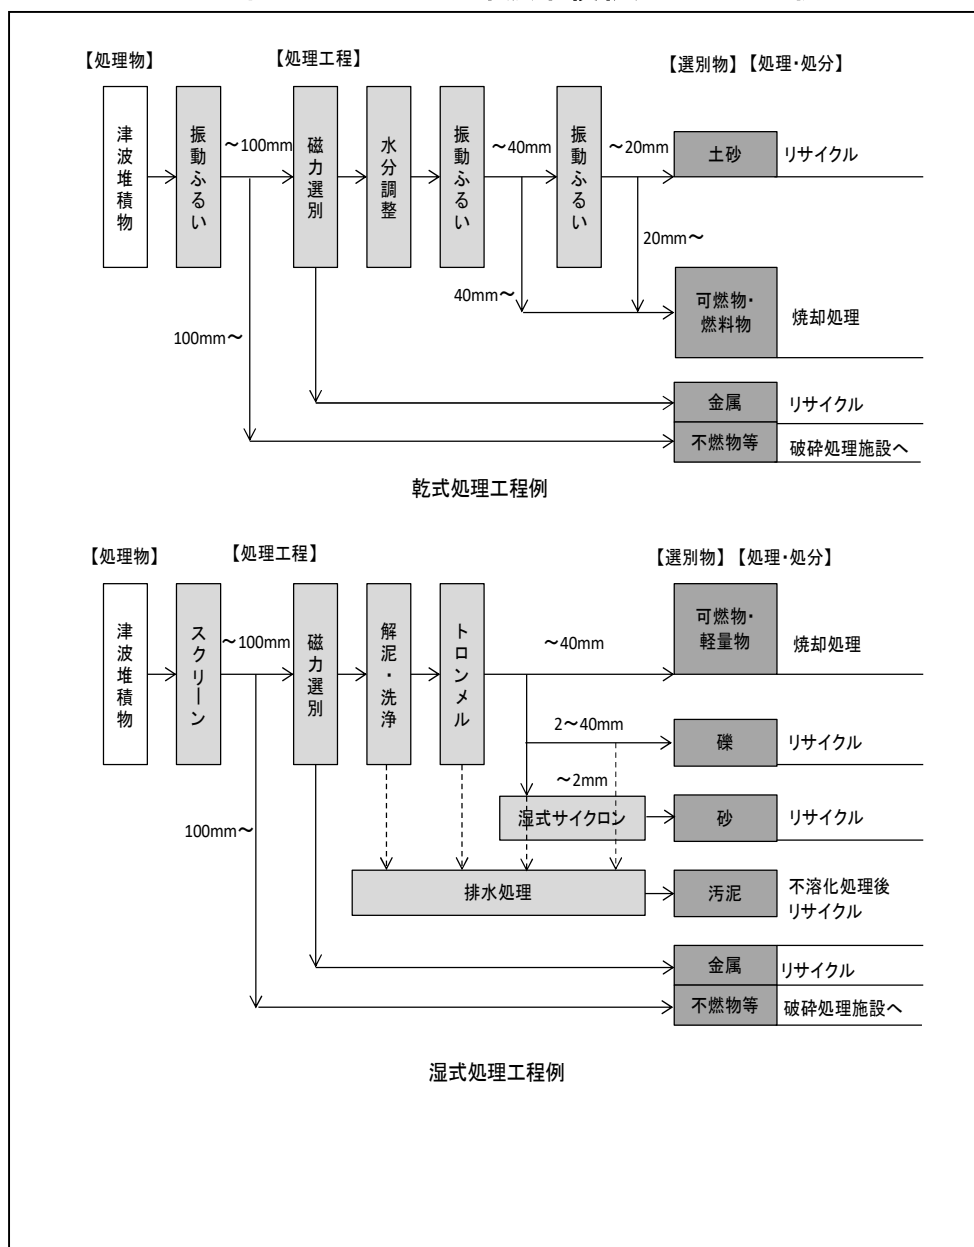 【処理物】
【処理工程】
【選別物】【処理・処分】
津波堆積物
振動ふるい
～100mm
磁力選別
水分調整
振動ふるい
～40mm
振動ふるい
～20mm
土砂
リサイクル
20mm～
40mm～
可燃物・
燃料物
焼却処理
100mm～
金属
リサイクル
不燃物等
破砕処理施設へ
乾式処理工程例
【処理物】
【処理工程】
【選別物】【処理・処分】
津波堆積物
スクリーン
～100mm
磁力選別
解泥・洗浄
トロンメル
～40mm
可燃物・
軽量物
焼却処理
2～40mm
礫
リサイクル
～2mm
湿式サイクロン
砂
リサイクル
100mm～
排水処理
汚泥
不溶化処理後
リサイクル
金属
リサイクル
不燃物等
破砕処理施設へ
湿式処理工程例